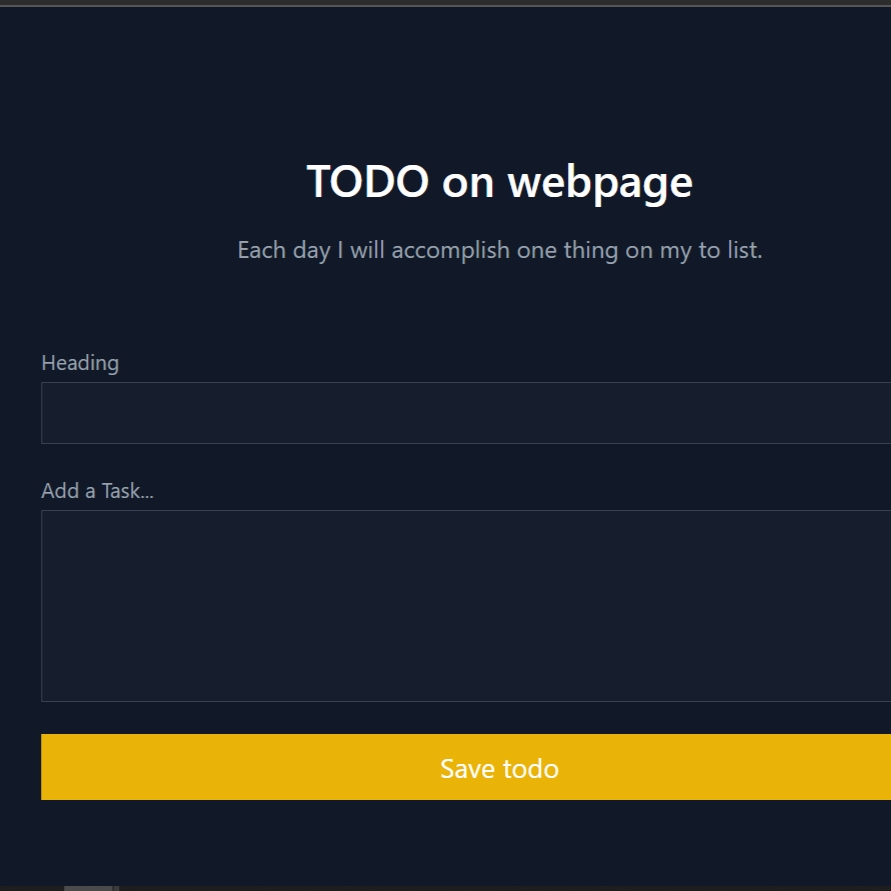 TODO on webpage
Each day I will accomplish one thing on my to list.
Heading
Add a Task...
Save todo